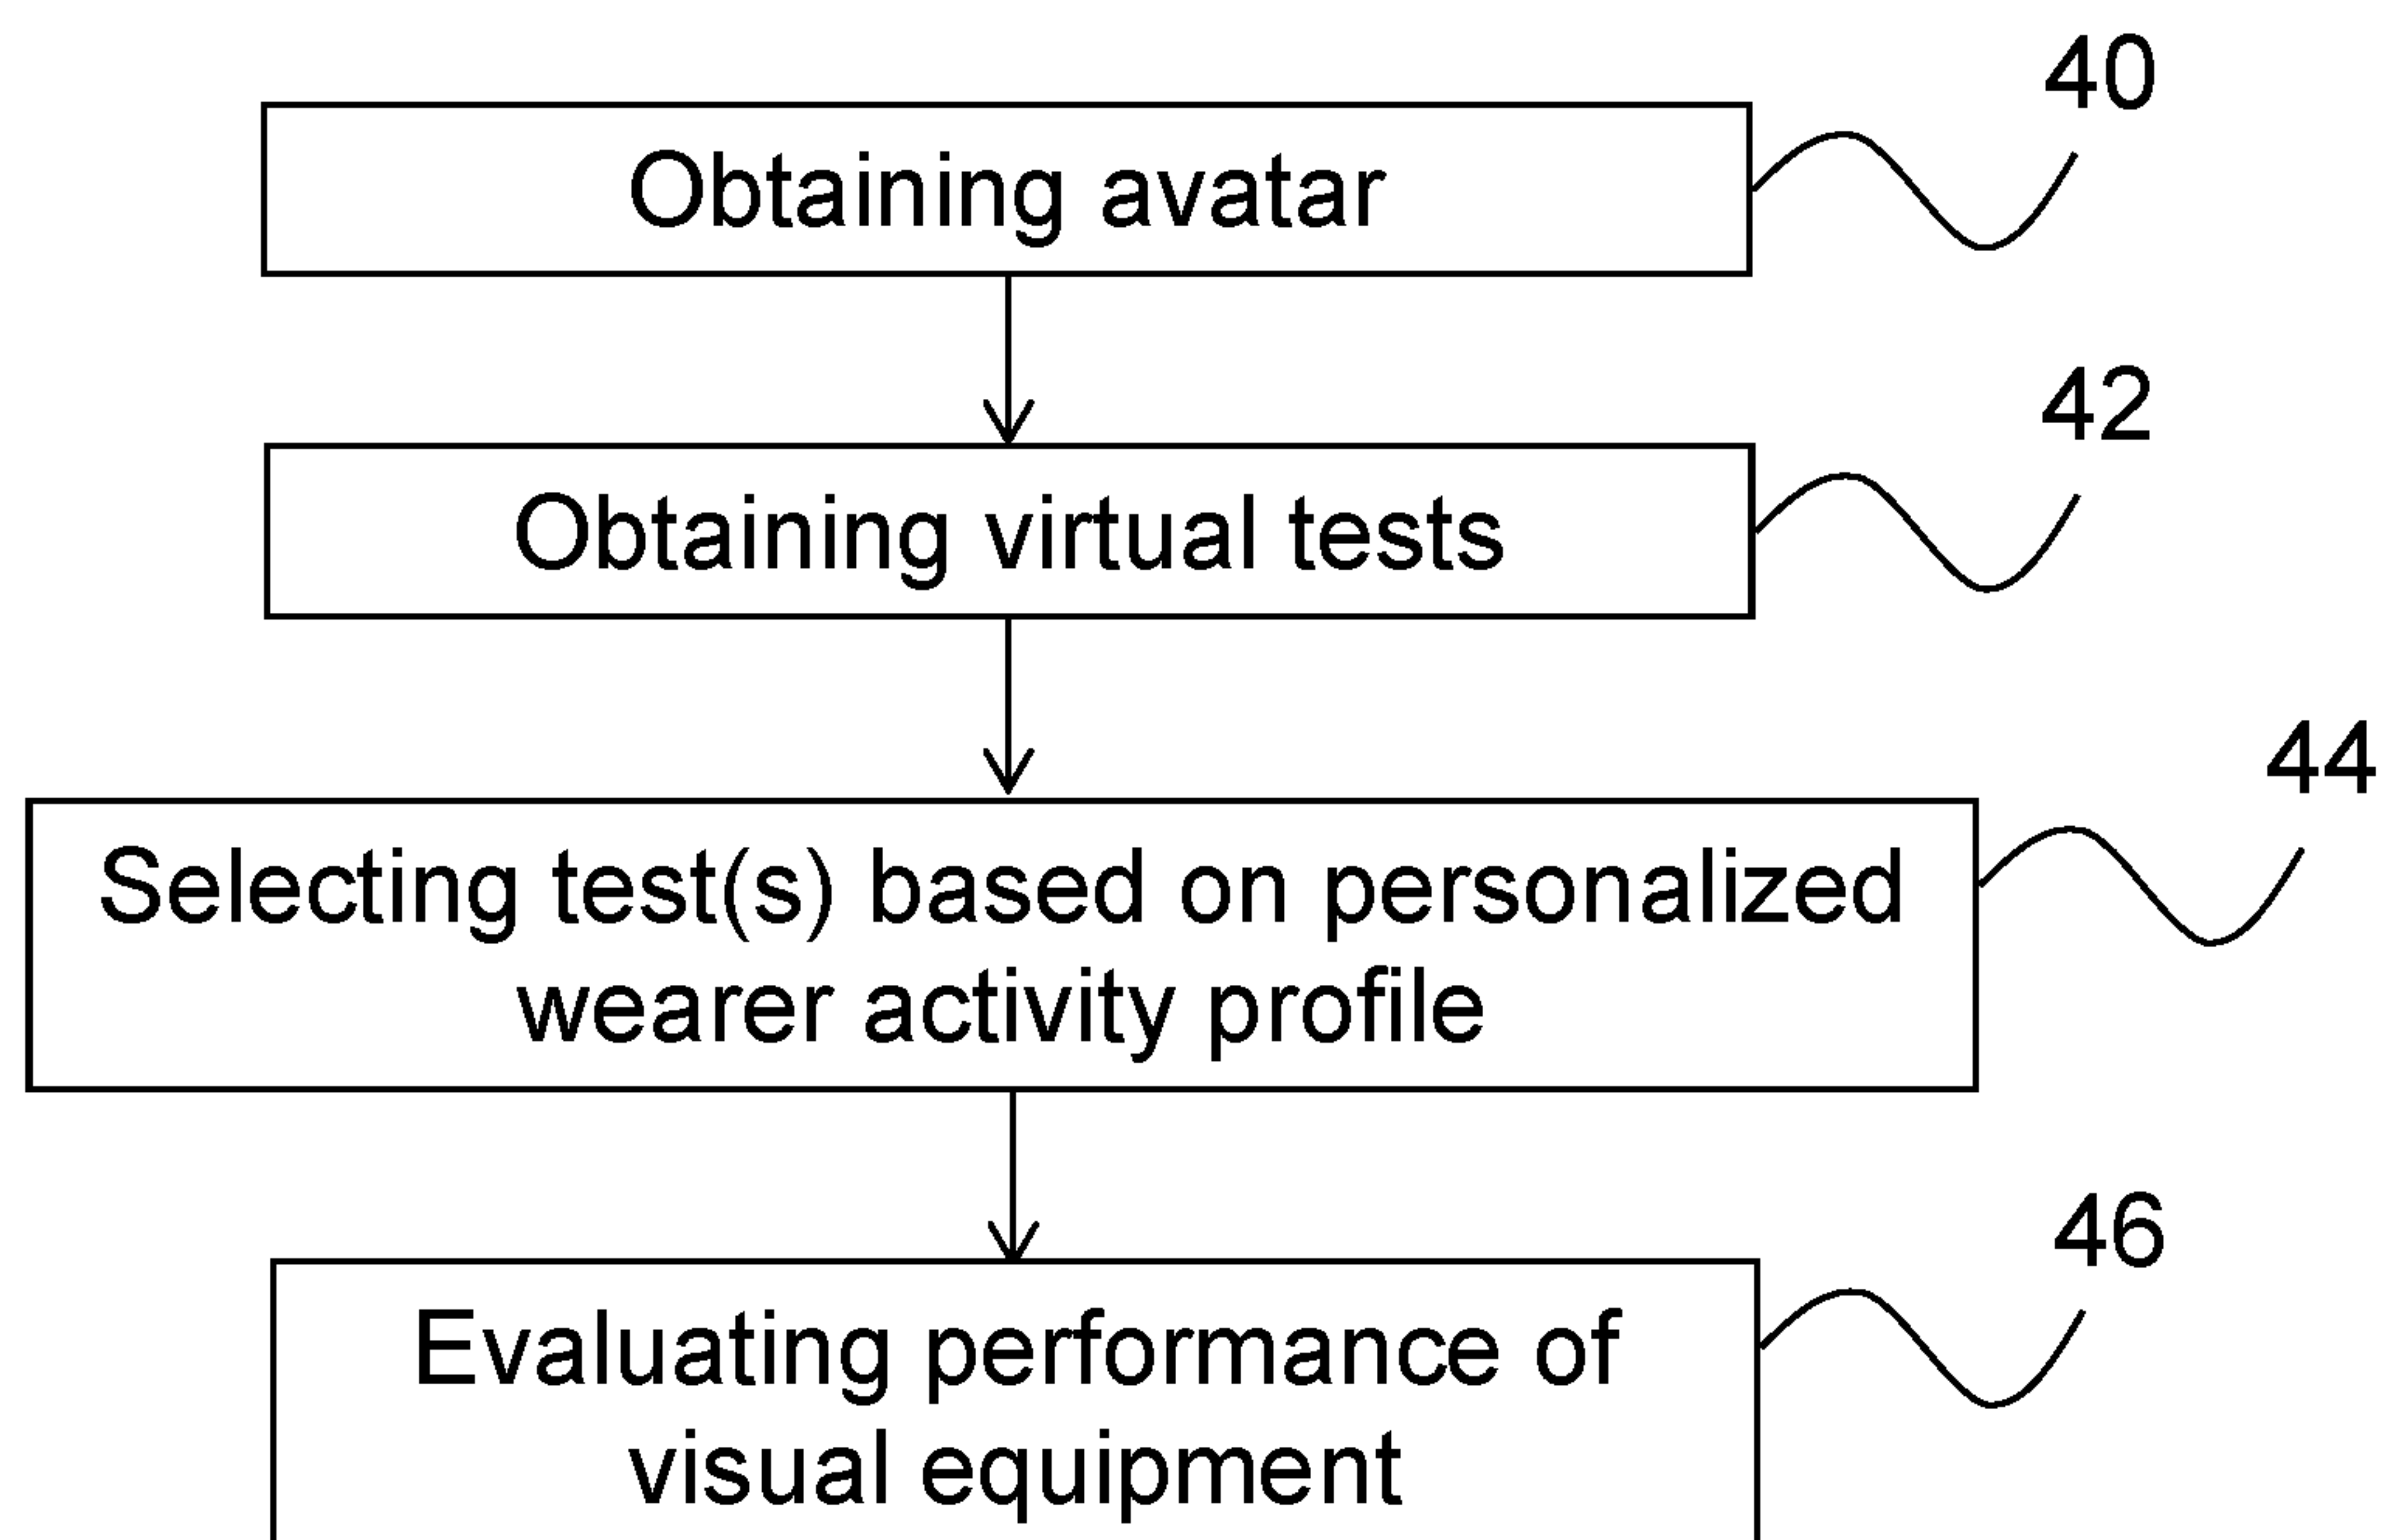 40
Obtaining avatar
42
Obtaining virtual tests
44
Selecting test(s) based on personalized
wearer activity profile
46
Evaluating performance of
visual equipment